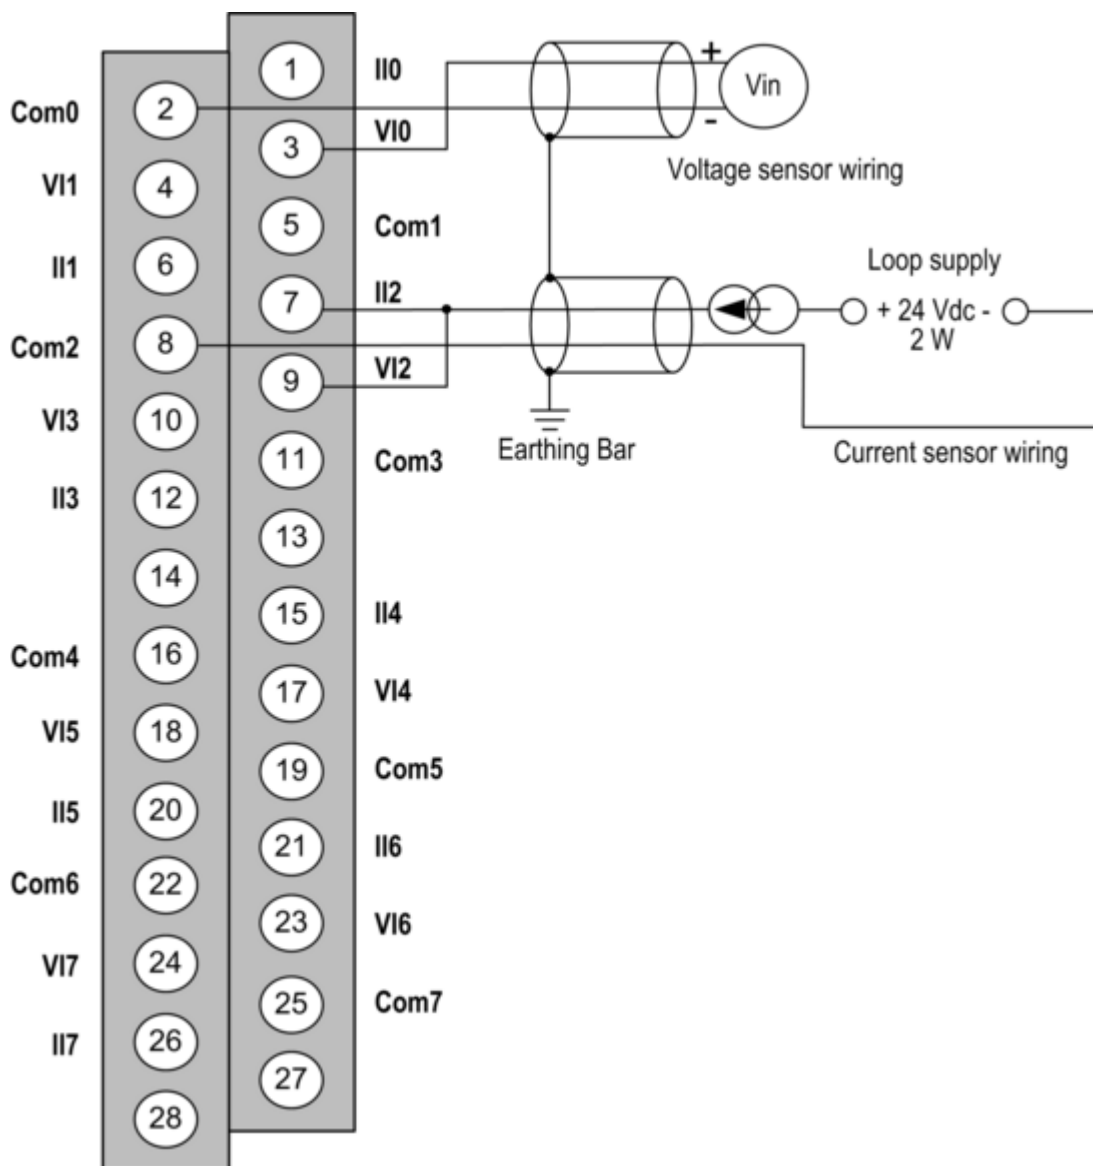 1 II0
Com0 2
+
Vin
-
3 VI0
Voltage sensor wiring
VI1 4
5 Com1
II1 6
Loop supply
7 II2
+ 24 Vdc -
2 W
Com2 8
9 VI2
VI3 10
Earthing Bar
Current sensor wiring
11 Com3
II3 12
13
14
15 II4
Com4 16
17 VI4
VI5 18
19 Com5
II5 20
21 II6
Com6 22
23 VI6
VI7 24
25 Com7
II7 26
27
28